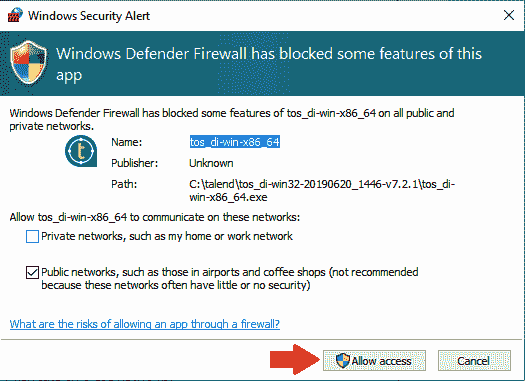 Windows Security Alert
Windows Defender Firewall has blocked some features of this
app
Windows Defender Firewall has blocked some features of tos_di-win-x86_64 on all public and
private networks.
Name: tos_di-win-x86_64
Publisher: Unknown
Path: C:\talend\tos_di-win32-20190620_1446-v7.2.1\tos_di-
win-x86_64.exe
Allow tos_di-win-x86_64 to communicate on these networks:
Private networks, such as my home or work network
Public networks, such as those in airports and coffee shops (not recommended
because these networks often have little or no security)
What are the risks of allowing an app through a firewall?
Allow access Cancel